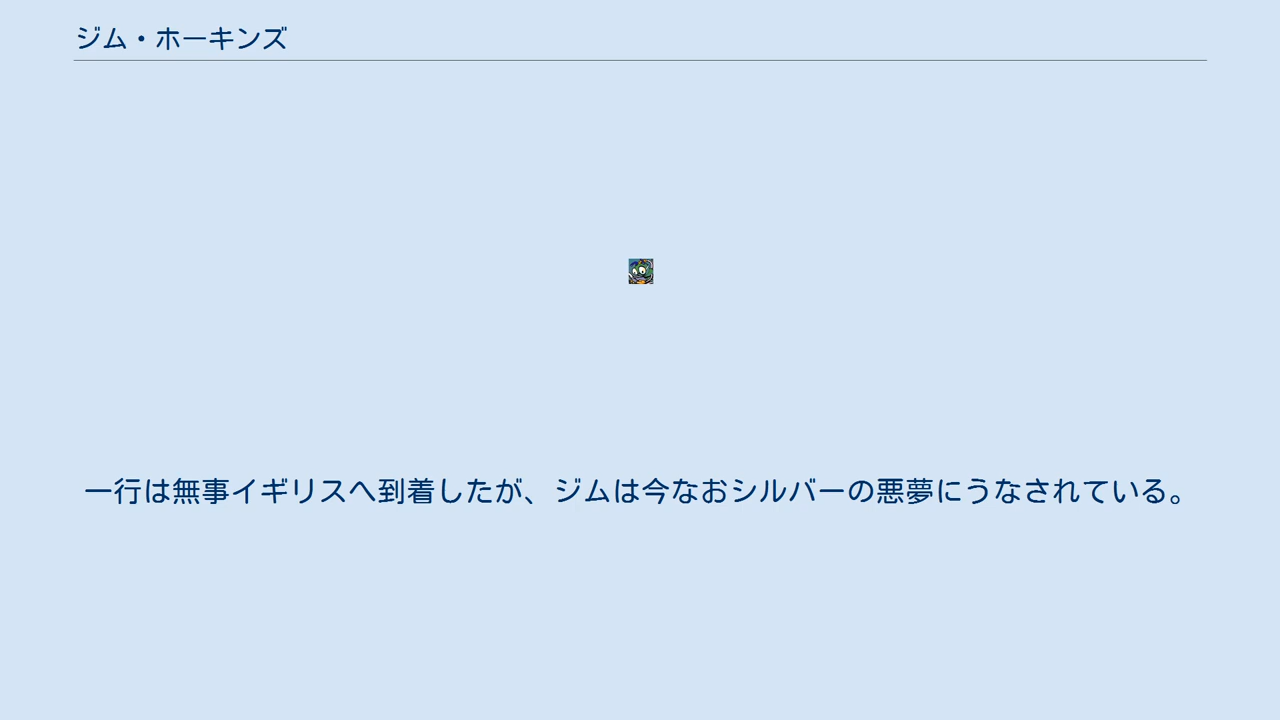 ジム・ホーキンズ
一行は無事イギリスへ到着したが、ジムは今なおシルバーの悪夢にうなされている。